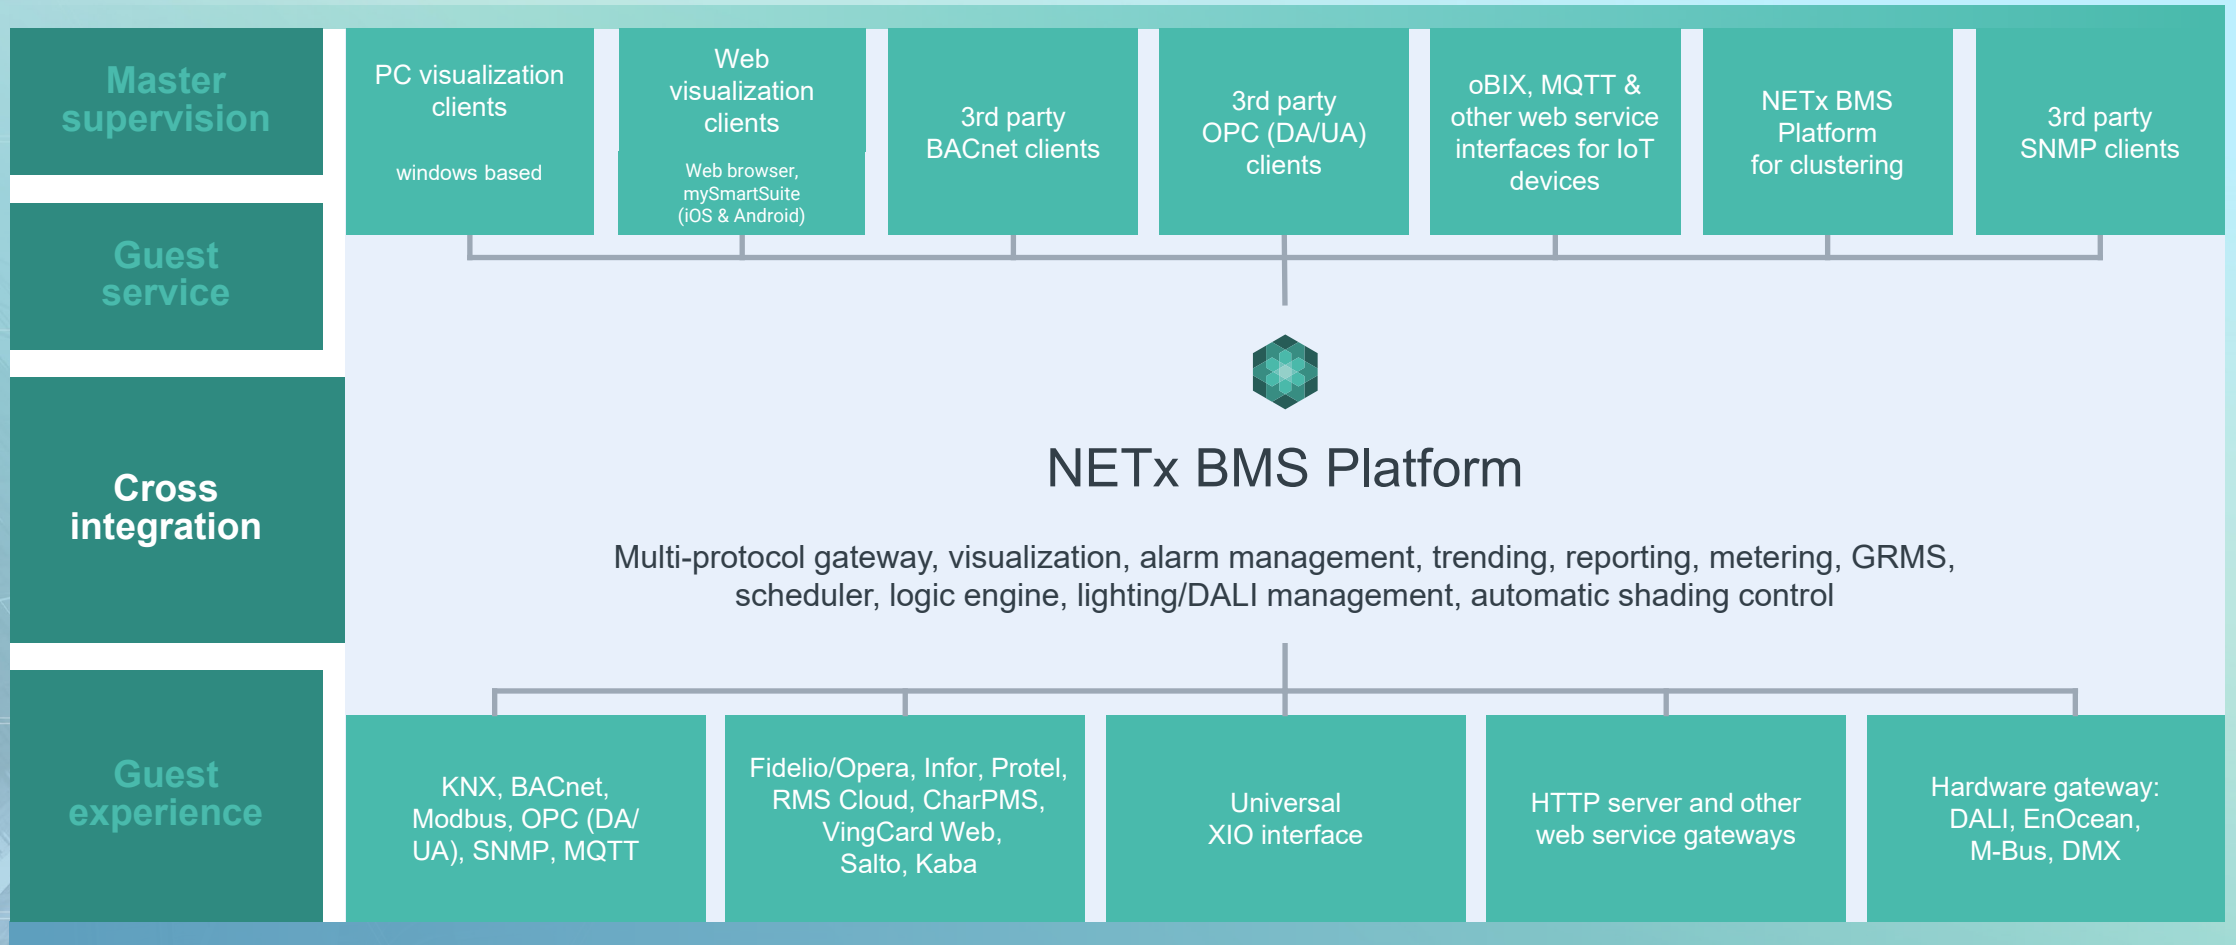 Master
supervision
Guest
service
Cross
integration
Guest
experience
PC visualization
clients
windows based
Web
visualization
clients
Web browser,
mySmartSuite
(iOS & Android)
3rd party
BACnet clients
3rd party
OPC (DA/UA)
clients
oBIX, MQTT &
other web service
interfaces for IoT
devices
NETx BMS
Platform
for clustering
3rd party
SNMP clients
NETx BMS Platform
Multi-protocol gateway, visualization, alarm management, trending, reporting, metering, GRMS,
scheduler, logic engine, lighting/DALI management, automatic shading control
KNX, BACnet,
Modbus, OPC (DA/
UA), SNMP, MQTT
Fidelio/Opera, Infor, Protel,
RMS Cloud, CharPMS,
VingCard Web,
Salto, Kaba
Universal
XIO interface
HTTP server and other
web service gateways
Hardware gateway:
DALI, EnOcean,
M-Bus, DMX